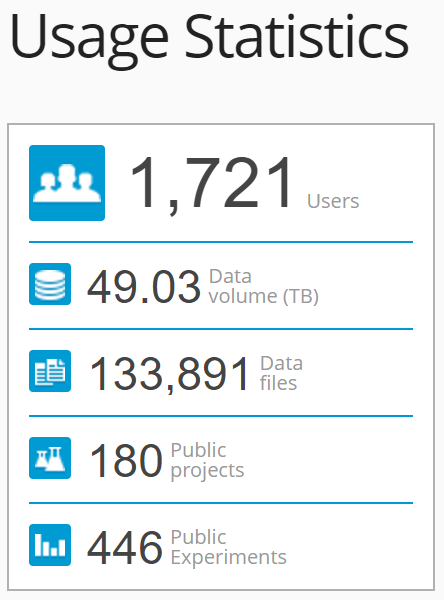 Usage Statistics
1,721 Users
49.03 Data
volume (TB)
133,891 Data
files
180 Public
projects
446 Public
Experiments